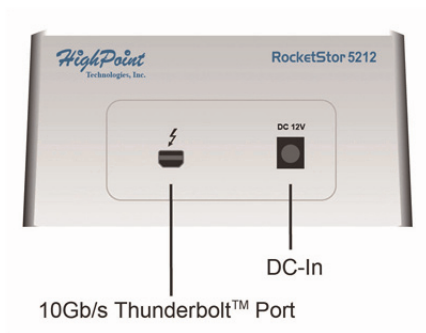 HighPoint
Technologies, Inc.
RocketStor 5212
DC 12V
DC-In
10Gb/s Thunderbolt™ Port